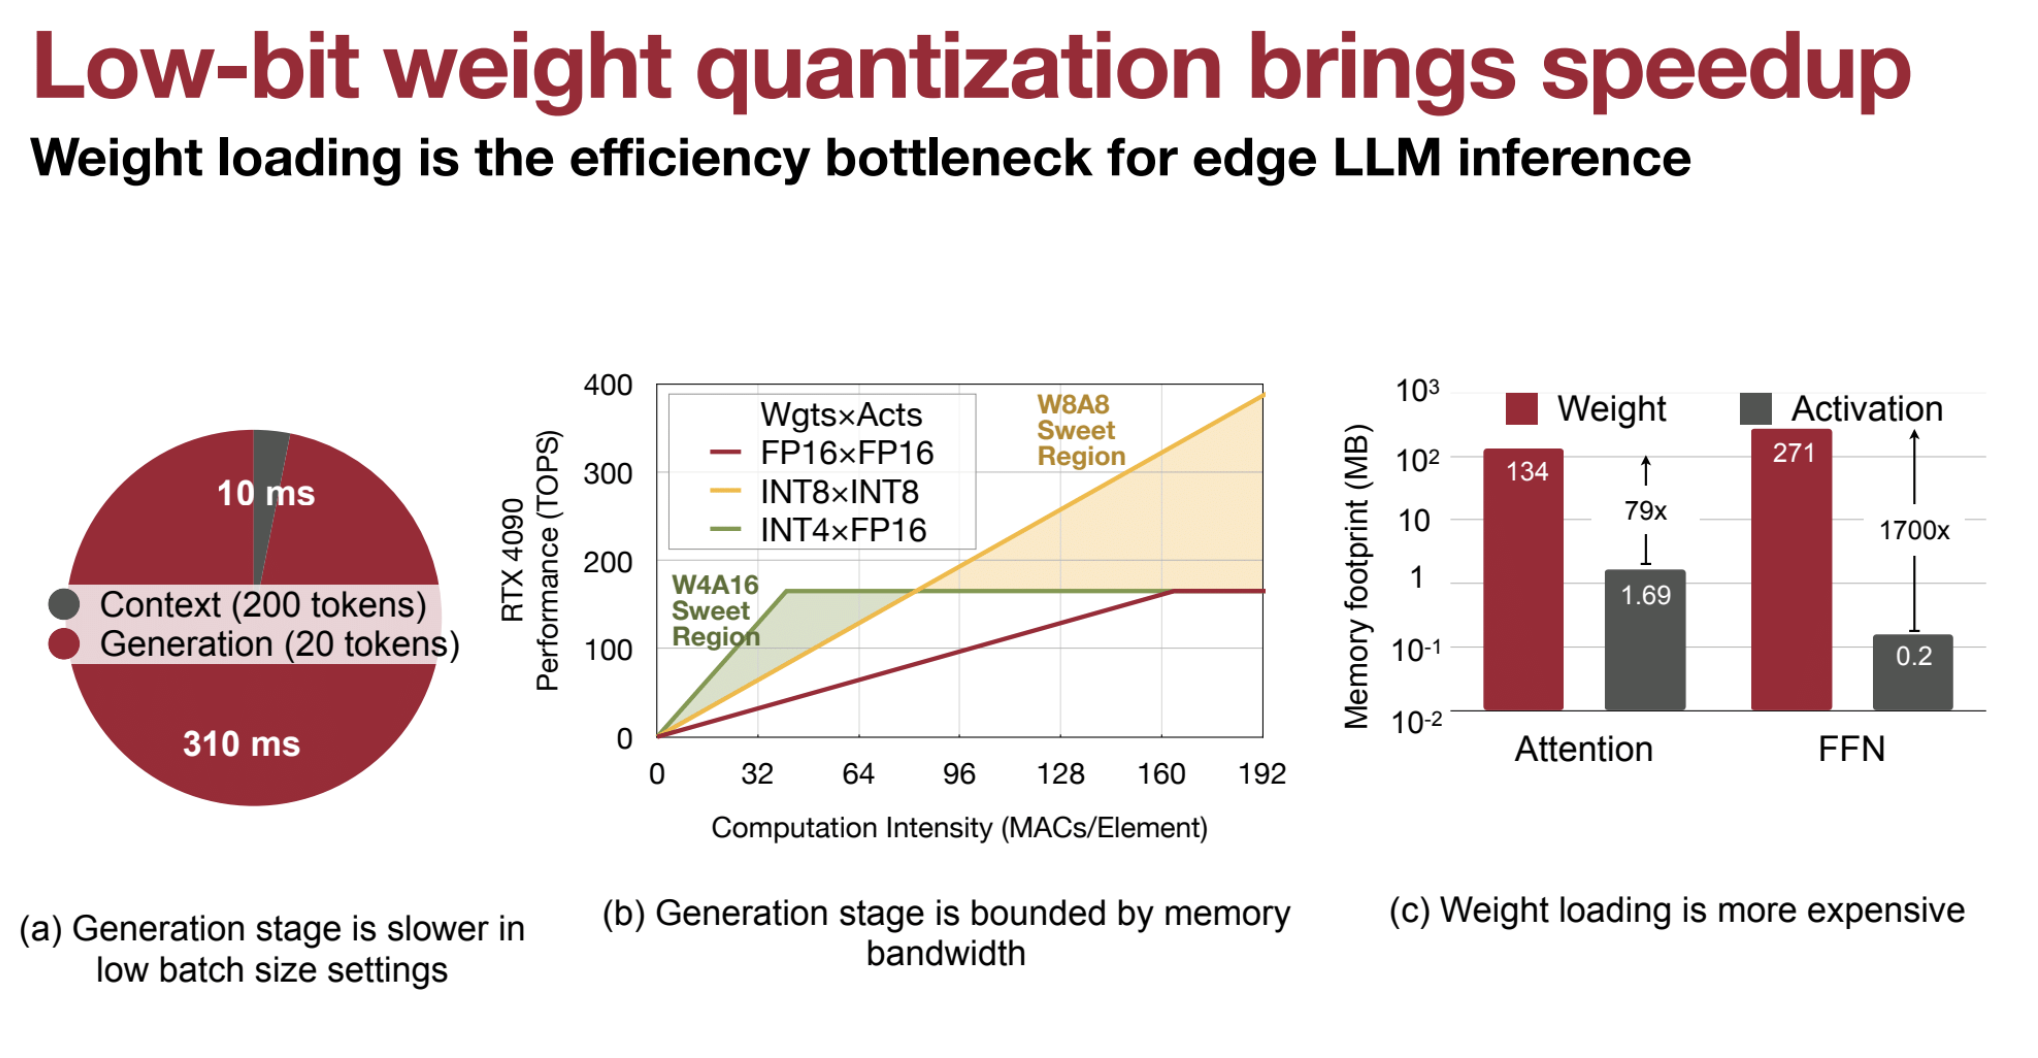 Low-bit weight quantization brings speedup
Weight loading is the efficiency bottleneck for edge LLM inference
10 ms
Context (200 tokens)
Generation (20 tokens)
310 ms
(a) Generation stage is slower in
low batch size settings
RTX 4090
Performance (TOPS)
400
300
200
100
0
Wgts×Acts
FP16×FP16
INT8×INT8
INT4×FP16
W8A8
Sweet
Region
W4A16
Sweet
Region
0 32 64 96 128 160 192
Computation Intensity (MACs/Element)
(b) Generation stage is bounded by memory
bandwidth
Memory footprint (MB)
10³
10²
10
1
10⁻¹
10⁻²
Weight Activation
134
79x
1.69
271
1700x
0.2
Attention FFN
(c) Weight loading is more expensive